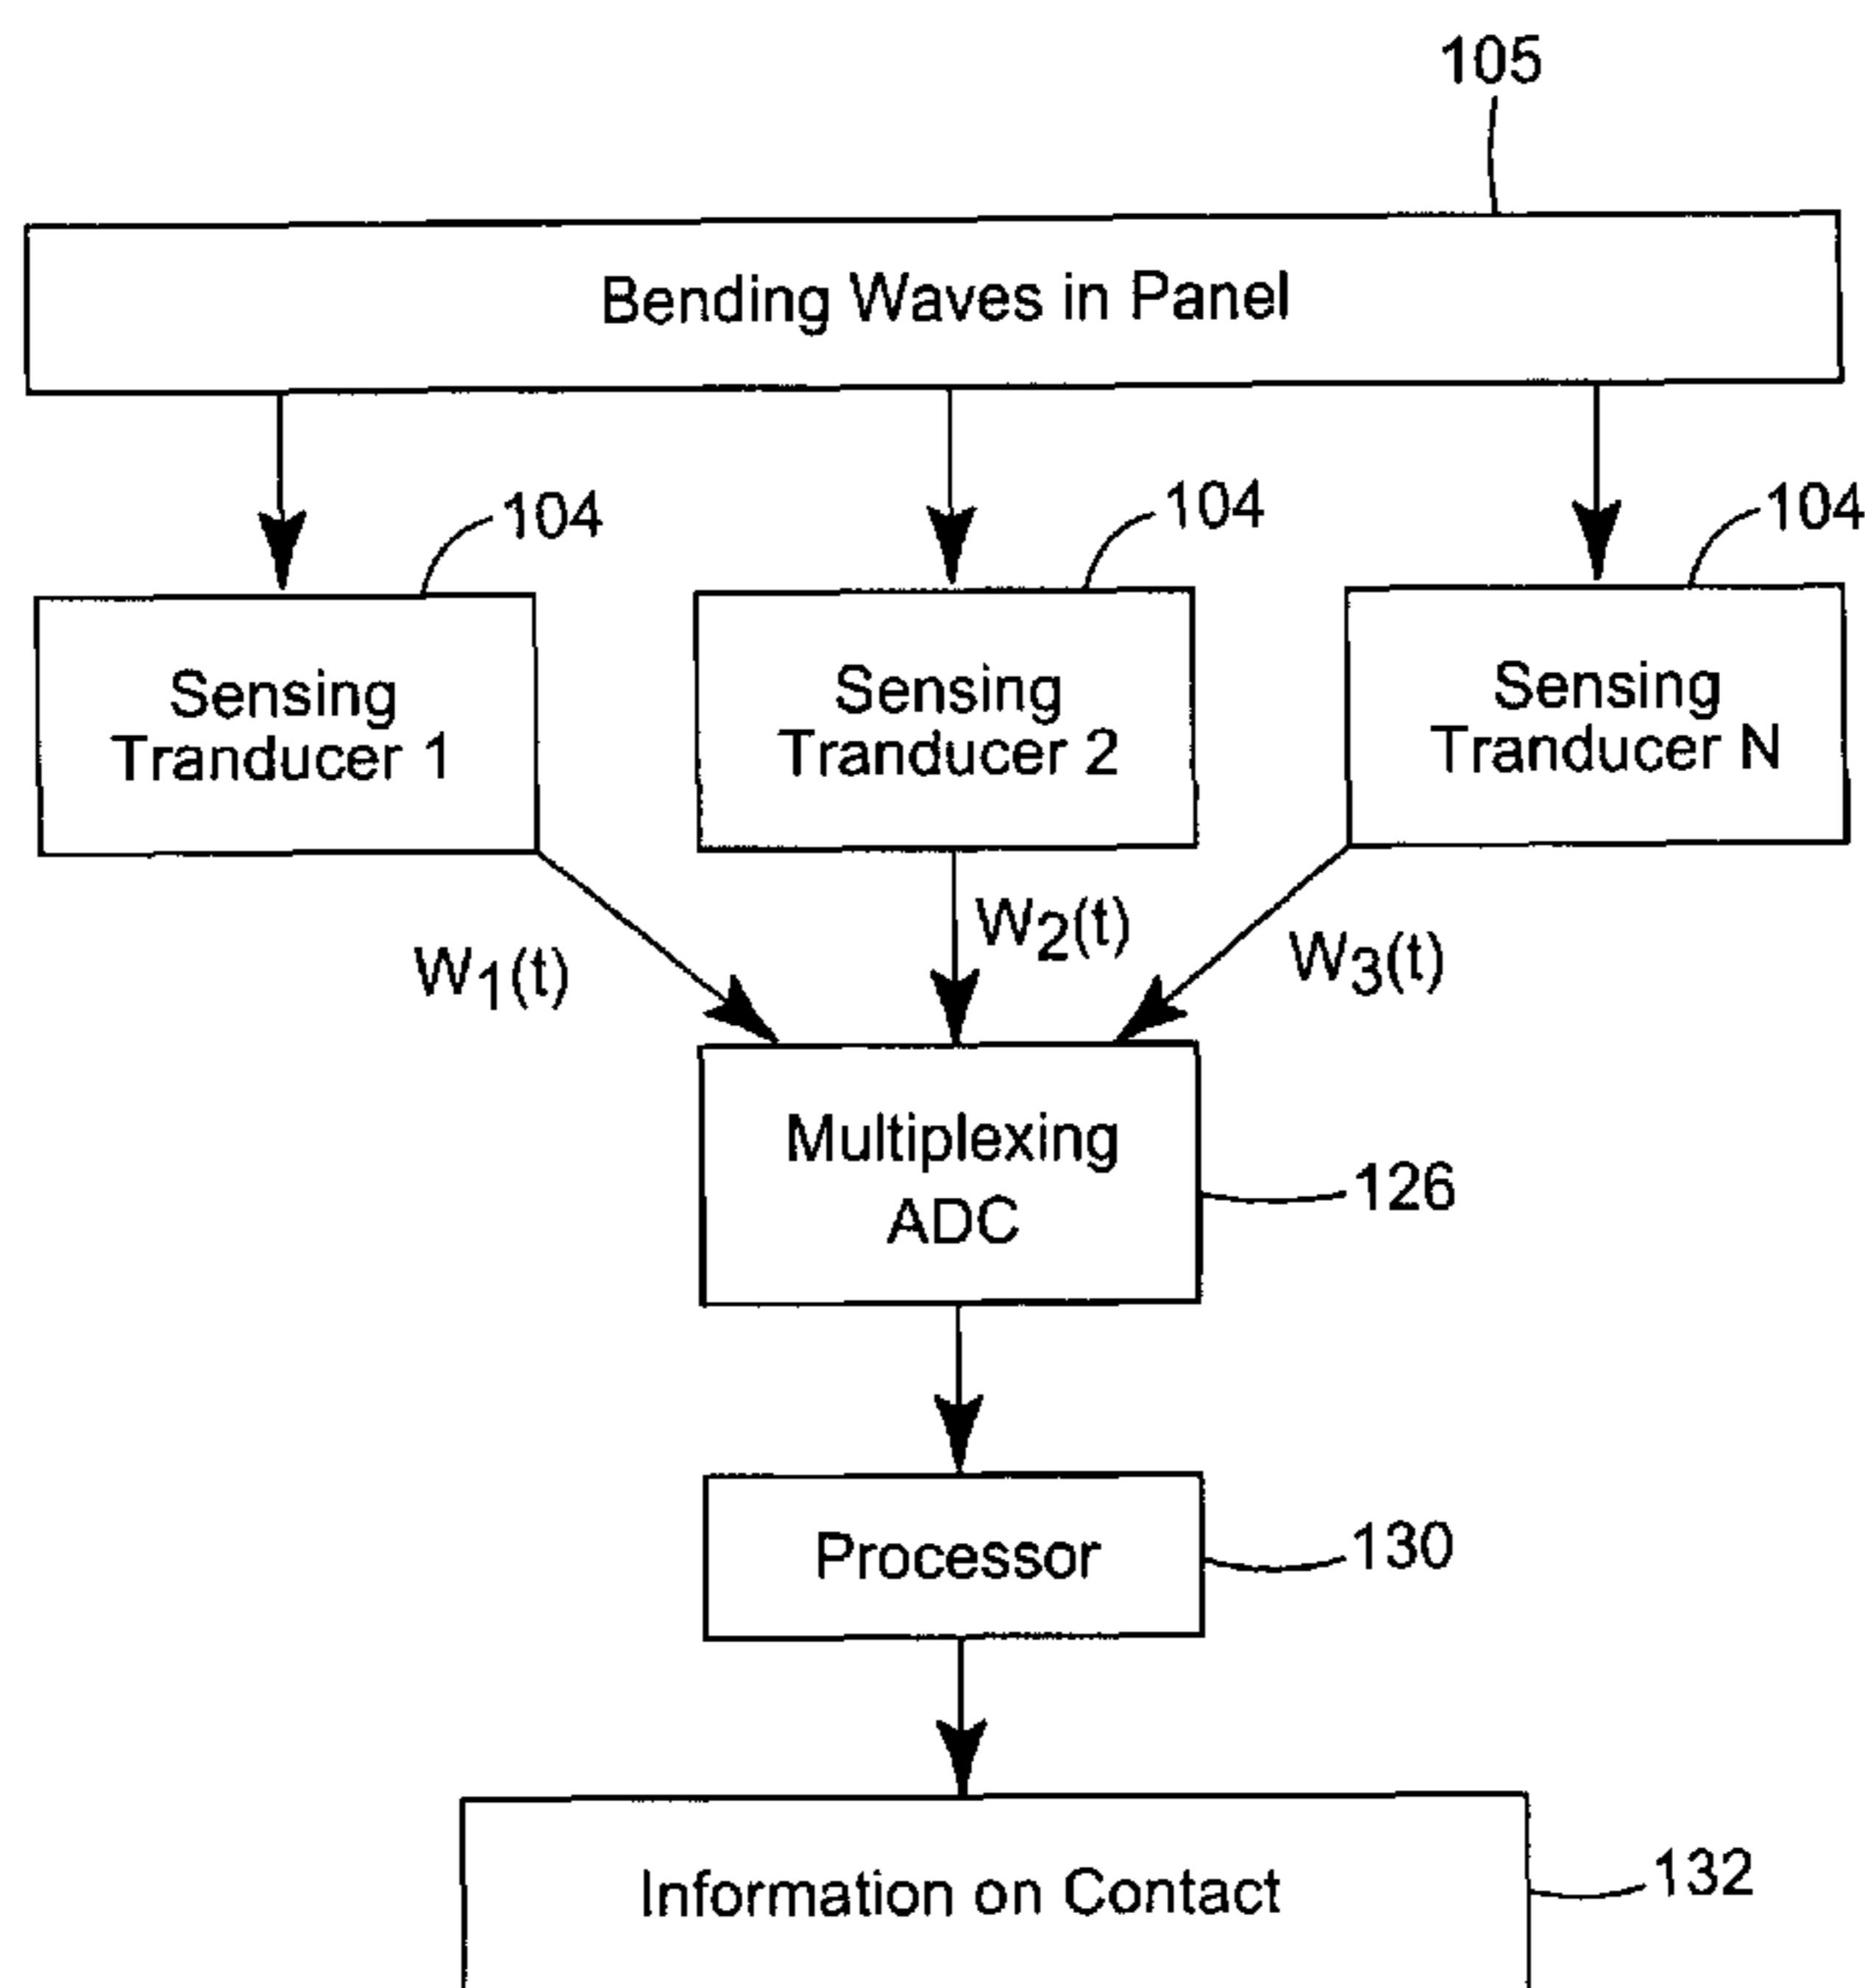 105
Bending Waves in Panel
104
104
104
Sensing
Tranducer 1
Sensing
Tranducer 2
Sensing
Tranducer N
W1(t)
W2(t)
W3(t)
Multiplexing
ADC
126
Processor
130
Information on Contact
132